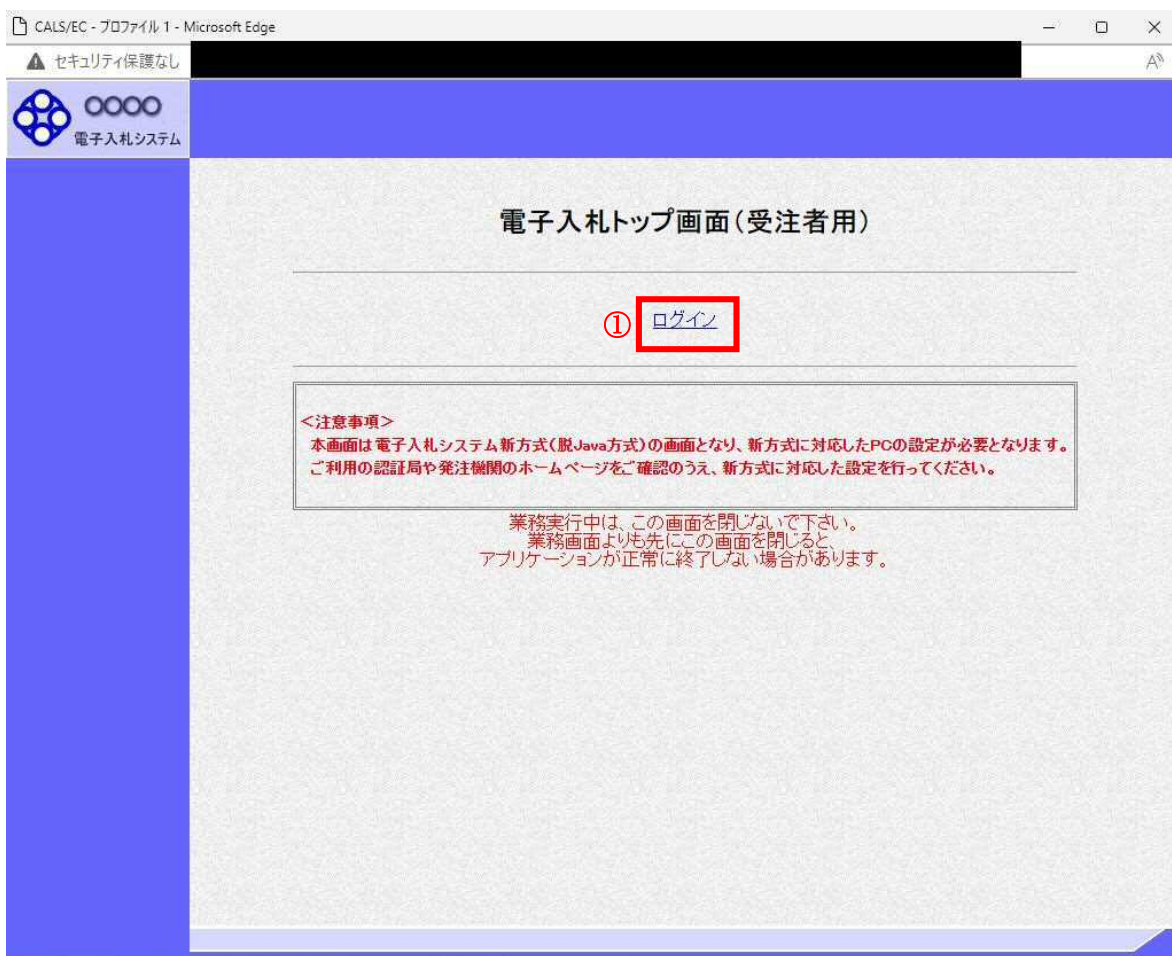 CALS/EC - プロファイル 1 - Microsoft Edge
セキュリティ保護なし
A
○○○○
電子入札システム
電子入札トップ画面(受注者用)
① ログイン
<注意事項>
本画面は電子入札システム新方式(脱Java方式)の画面となり、新方式に対応したPCの設定が必要となります。
ご利用の認証局や発注機関のホームページをご確認のうえ、新方式に対応した設定を行ってください。
業務実行中は、この画面を閉じないで下さい。
業務画面よりも先にこの画面を閉じると、
アプリケーションが正常に終了しない場合があります。